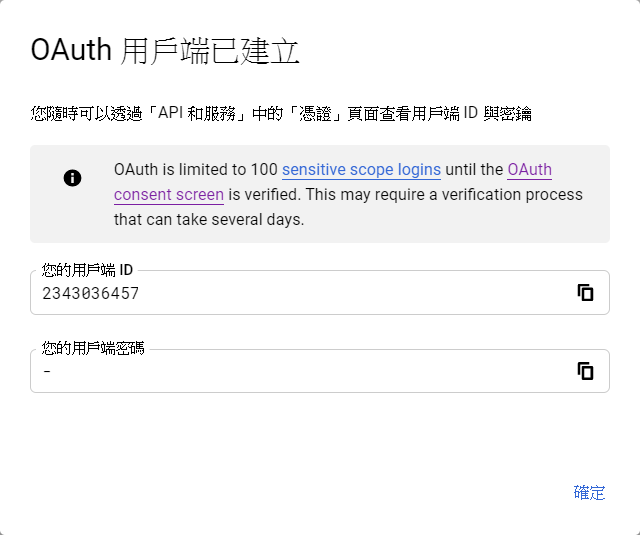 OAuth 用戶端已建立
您隨時可以透過「API 和服務」中的「憑證」頁面查看用戶端 ID 與密鑰
OAuth is limited to 100 sensitive scope logins until the OAuth
consent screen is verified. This may require a verification process
that can take several days.
您的用戶端 ID
2343036457
您的用戶端密碼
-
確定